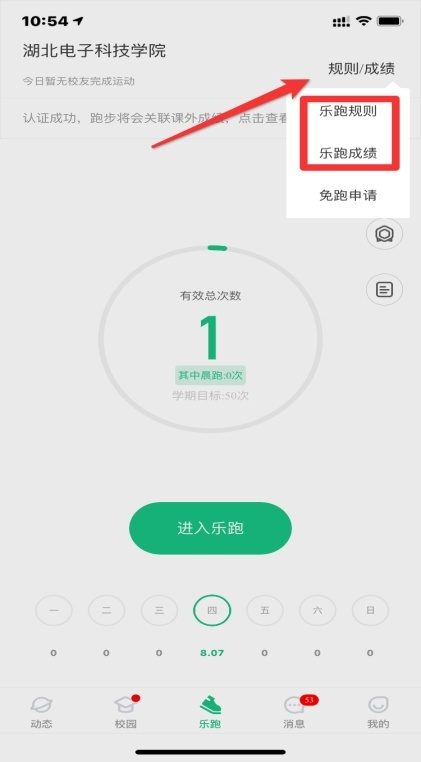 10:54
湖北电子科技学院
规则/成绩
今日暂无校友完成运动
认证成功，跑步将会关联课外成绩，点击查看
乐跑规则
乐跑成绩
免跑申请
有效总次数
1
其中晨跑:0次
学期目标:50次
进入乐跑
一 二 三 四 五 六 日
0 0 0 8.07 0 0 0
53
动态 校园 乐跑 消息 我的